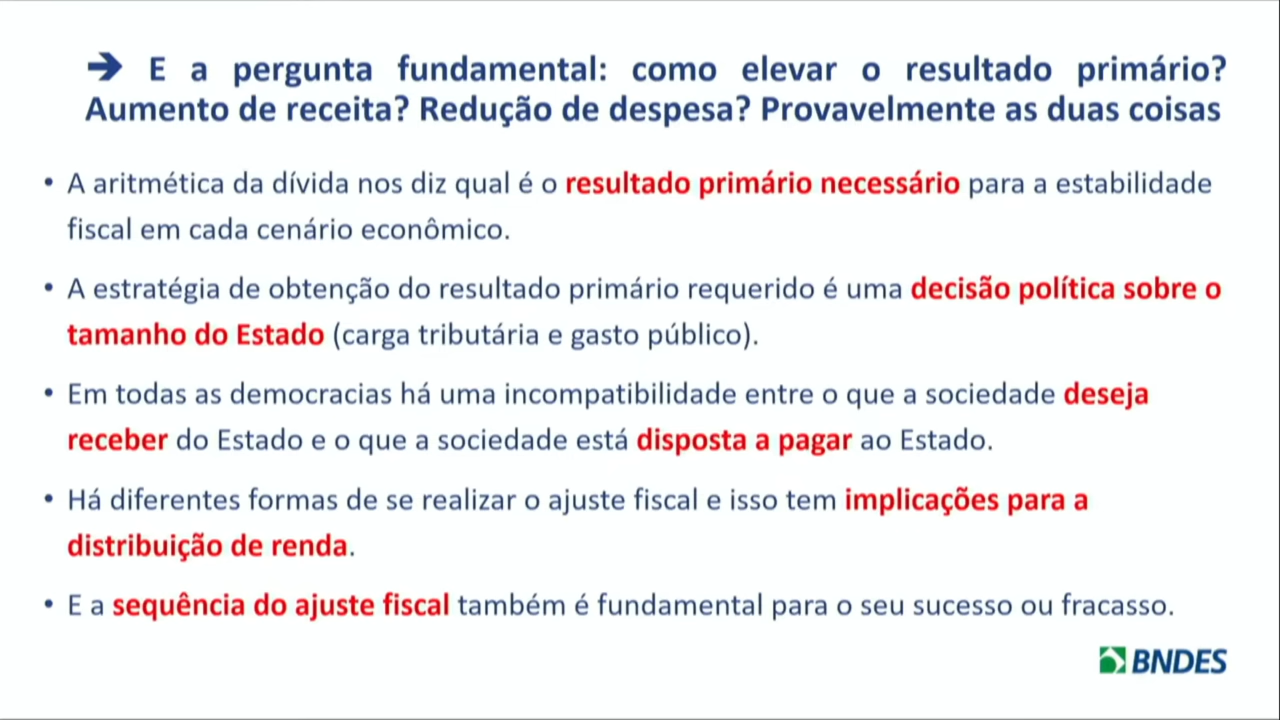 ➔ E a pergunta fundamental: como elevar o resultado primário?
Aumento de receita? Redução de despesa? Provavelmente as duas coisas
• A aritmética da dívida nos diz qual é o resultado primário necessário para a estabilidade
fiscal em cada cenário econômico.
• A estratégia de obtenção do resultado primário requerido é uma decisão política sobre o
tamanho do Estado (carga tributária e gasto público).
• Em todas as democracias há uma incompatibilidade entre o que a sociedade deseja
receber do Estado e o que a sociedade está disposta a pagar ao Estado.
• Há diferentes formas de se realizar o ajuste fiscal e isso tem implicações para a
distribuição de renda.
• E a sequência do ajuste fiscal também é fundamental para o seu sucesso ou fracasso.
BNDES